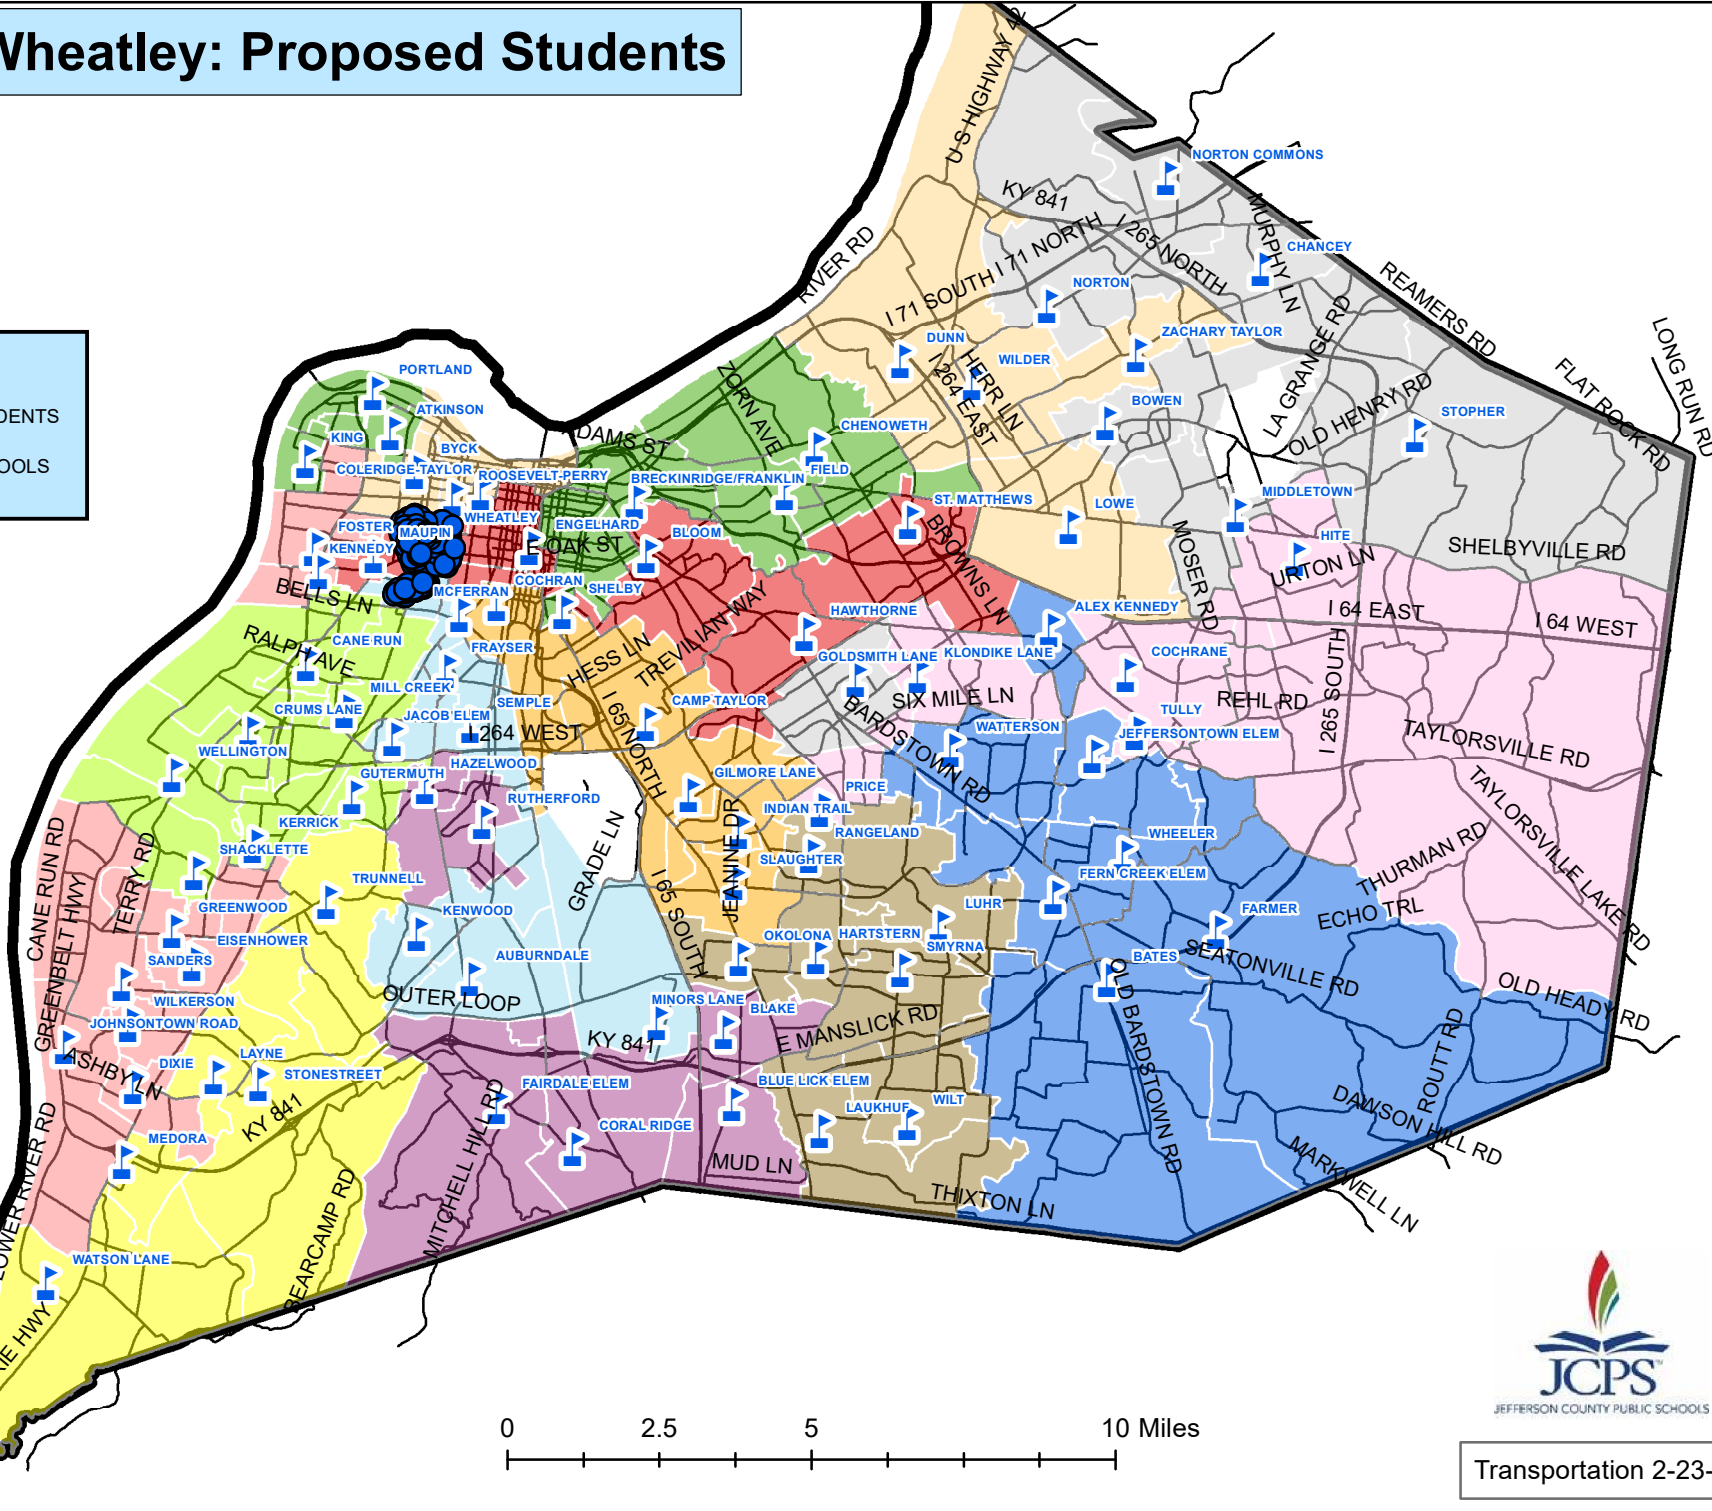 Wheatley: Proposed Students
DENTS
OOLS
U S HIGHWAY 42
NORTON COMMONS
KY 841
MURPHY LN
I 265 NORTH
I 71 NORTH
CHANCEY
RIVER RD
REAMERS RD
I 71 SOUTH
NORTON
LA GRANGE RD
LONG RUN RD
DUNN
ZACHARY TAYLOR
WILDER
HERR LN
I 264 EAST
FLAT ROCK RD
PORTLAND
ZORN AVE
OLD HENRY RD
BOWEN
STOPHER
ATKINSON
CHENOWETH
KING
DAMS ST
BYCK
COLERIDGE-TAYLOR
FIELD
ROOSEVELT-PERRY
BRECKINRIDGE/FRANKLIN
MIDDLETOWN
ST. MATTHEWS
LOWE
WHEATLEY
FOSTER
MAUPIN
ENGELHARD
BLOOM
HITE
E OAK ST
KENNEDY
BROWNS LN
MOSER RD
SHELBYVILLE RD
URTON LN
COCHRAN
SHELBY
MCFERRAN
BELLS LN
TREVILIAN WAY
HAWTHORNE
ALEX KENNEDY
I 64 EAST
I 64 WEST
CANE RUN
RALPH AVE
FRAYSER
HESS LN
GOLDSMITH LANE
KLONDIKE LANE
COCHRANE
MILL CREEK
SEMPLE
CAMP TAYLOR
SIX MILE LN
REHL RD
I 265 SOUTH
CRUMS LANE
JACOB ELEM
I 65 NORTH
BARDSTOWN RD
TULLY
WATTERSON
JEFFERSONTOWN ELEM
I 264 WEST
TAYLORSVILLE RD
WELLINGTON
HAZELWOOD
GUTERMUTH
GILMORE LANE
PRICE
RUTHERFORD
INDIAN TRAIL
TAYLORSVILLE LAKE RD
KERRICK
RANGELAND
WHEELER
CANE RUN RD
TERRY RD
SHACKLETTE
GRADE LN
JEANINE DR
SLAUGHTER
THURMAN RD
TRUNNELL
FERN CREEK ELEM
GREENBELT HWY
GREENWOOD
KENWOOD
I 65 SOUTH
LUHR
FARMER
ECHO TRL
EISENHOWER
OKOLONA
HARTSTERN
SMYRNA
SANDERS
AUBURNDALE
BATES
SEATONVILLE RD
OLD HEADY RD
WILKERSON
OUTER LOOP
MINORS LANE
BLAKE
JOHNSONTOWN ROAD
E MANSLICK RD
KY 841
OLD BARDSTOWN RD
ROUTT RD
ASHBY LN
DIXIE
LAYNE
STONESTREET
FAIRDALE ELEM
BLUE LICK ELEM
LAUKHUF
WILT
DAWSON HILL RD
KY 841
CORAL RIDGE
MEDORA
MITCHELL HILL RD
MUD LN
MARKWELL LN
LOWER RIVER RD
BEARCAMP RD
THIXTON LN
WATSON LANE
IE HWY
JCPS
JEFFERSON COUNTY PUBLIC SCHOOLS
0 2.5 5 10 Miles
Transportation 2-23-